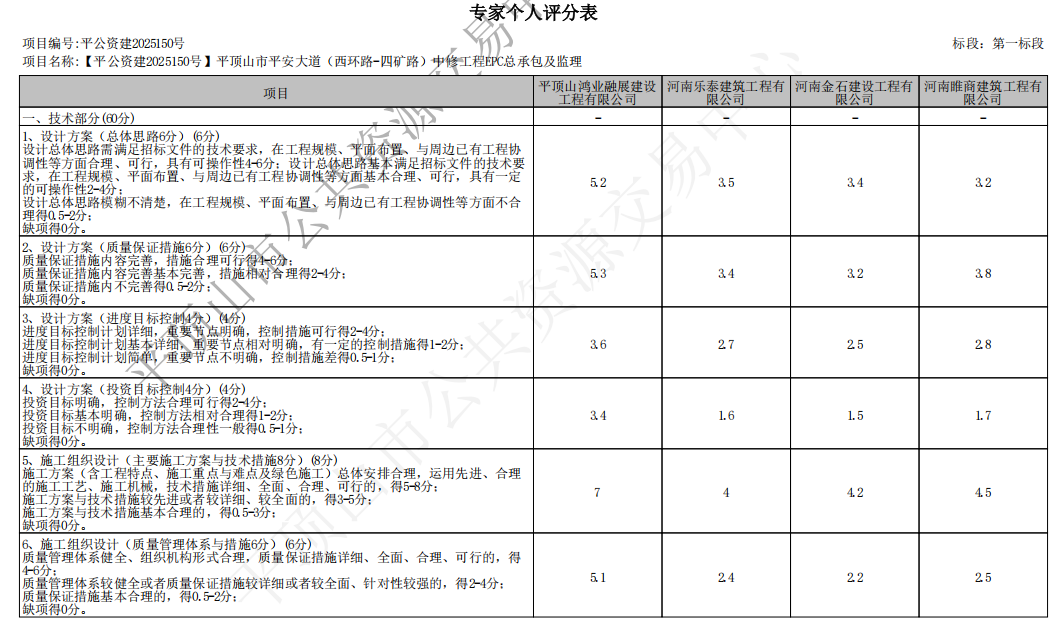 专家个人评分表
项目编号:平公资建2025150号
标段：第一标段
项目名称:【平公资建2025150号】平顶山市平安大道（西环路-四矿路）中修工程EPC总承包及监理
项目
平顶山鸿业融展建设
工程有限公司
河南乐泰建筑工程有
限公司
河南金石建设工程有
限公司
河南睢商建筑工程有
限公司
一、技术部分(60分)
-
-
-
-
1、设计方案（总体思路6分）(6分)
设计总体思路需满足招标文件的技术要求，在工程规模、平面布置、与周边已有工程协
调性等方面合理、可行，具有可操作性4-6分；设计总体思路基本满足招标文件的技术要
求，在工程规模、平面布置、与周边已有工程协调性等方面基本合理、可行，具有一定
的可操作性2-4分；
设计总体思路模糊不清楚，在工程规模、平面布置、与周边已有工程协调性等方面不合
理得0.5-2分；
缺项得0分。
5.2
3.5
3.4
3.2
2、设计方案（质量保证措施6分）(6分)
质量保证措施内容完善，措施合理可行得4-6分；
质量保证措施内容完善基本完善，措施相对合理得2-4分；
质量保证措施内不完善得0.5-2分；
缺项得0分。
5.3
3.4
3.2
3.8
3、设计方案（进度目标控制4分）(4分)
进度目标控制计划详细，重要节点明确，控制措施可行得2-4分；
进度目标控制计划基本详细，重要节点相对明确，有一定的控制措施得1-2分；
进度目标控制计划简单，重要节点不明确，控制措施差得0.5-1分；
缺项得0分。
3.6
2.7
2.5
2.8
4、设计方案（投资目标控制4分）(4分)
投资目标明确，控制方法合理可行得2-4分；
投资目标基本明确，控制方法相对合理得1-2分；
投资目标不明确，控制方法合理性一般得0.5-1分；
缺项得0分。
3.4
1.6
1.5
1.7
5、施工组织设计（主要施工方案与技术措施8分）(8分)
施工方案（含工程特点、施工重点与难点及绿色施工）总体安排合理，运用先进、合理
的施工工艺、施工机械，技术措施详细、全面、合理、可行的，得5-8分；
施工方案与技术措施较先进或者较详细、较全面的，得3-5分；
施工方案与技术措施基本合理的，得0.5-3分；
缺项得0分。
7
4
4.2
4.5
6、施工组织设计（质量管理体系与措施6分）(6分)
质量管理体系健全、组织机构形式合理，质量保证措施详细、全面、合理、可行的，得
4-6分；
质量管理体系较健全或者质量保证措施较详细或者较全面、针对性较强的，得2-4分；
质量保证措施基本合理的，得0.5-2分；
缺项得0分。
5.1
2.4
2.2
2.5
平顶山市公共资源交易中
平顶山市公共资源交易中心